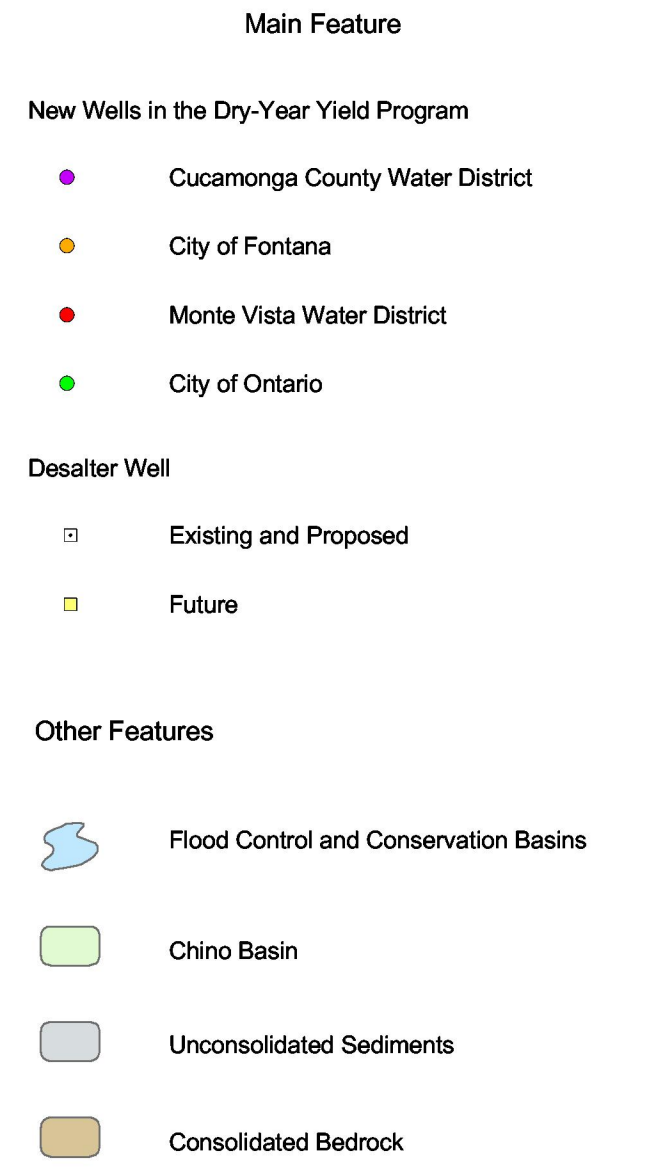 Main Feature
New Wells in the Dry-Year Yield Program
Cucamonga County Water District
City of Fontana
Monte Vista Water District
City of Ontario
Desalter Well
Existing and Proposed
Future
Other Features
Flood Control and Conservation Basins
Chino Basin
Unconsolidated Sediments
Consolidated Bedrock